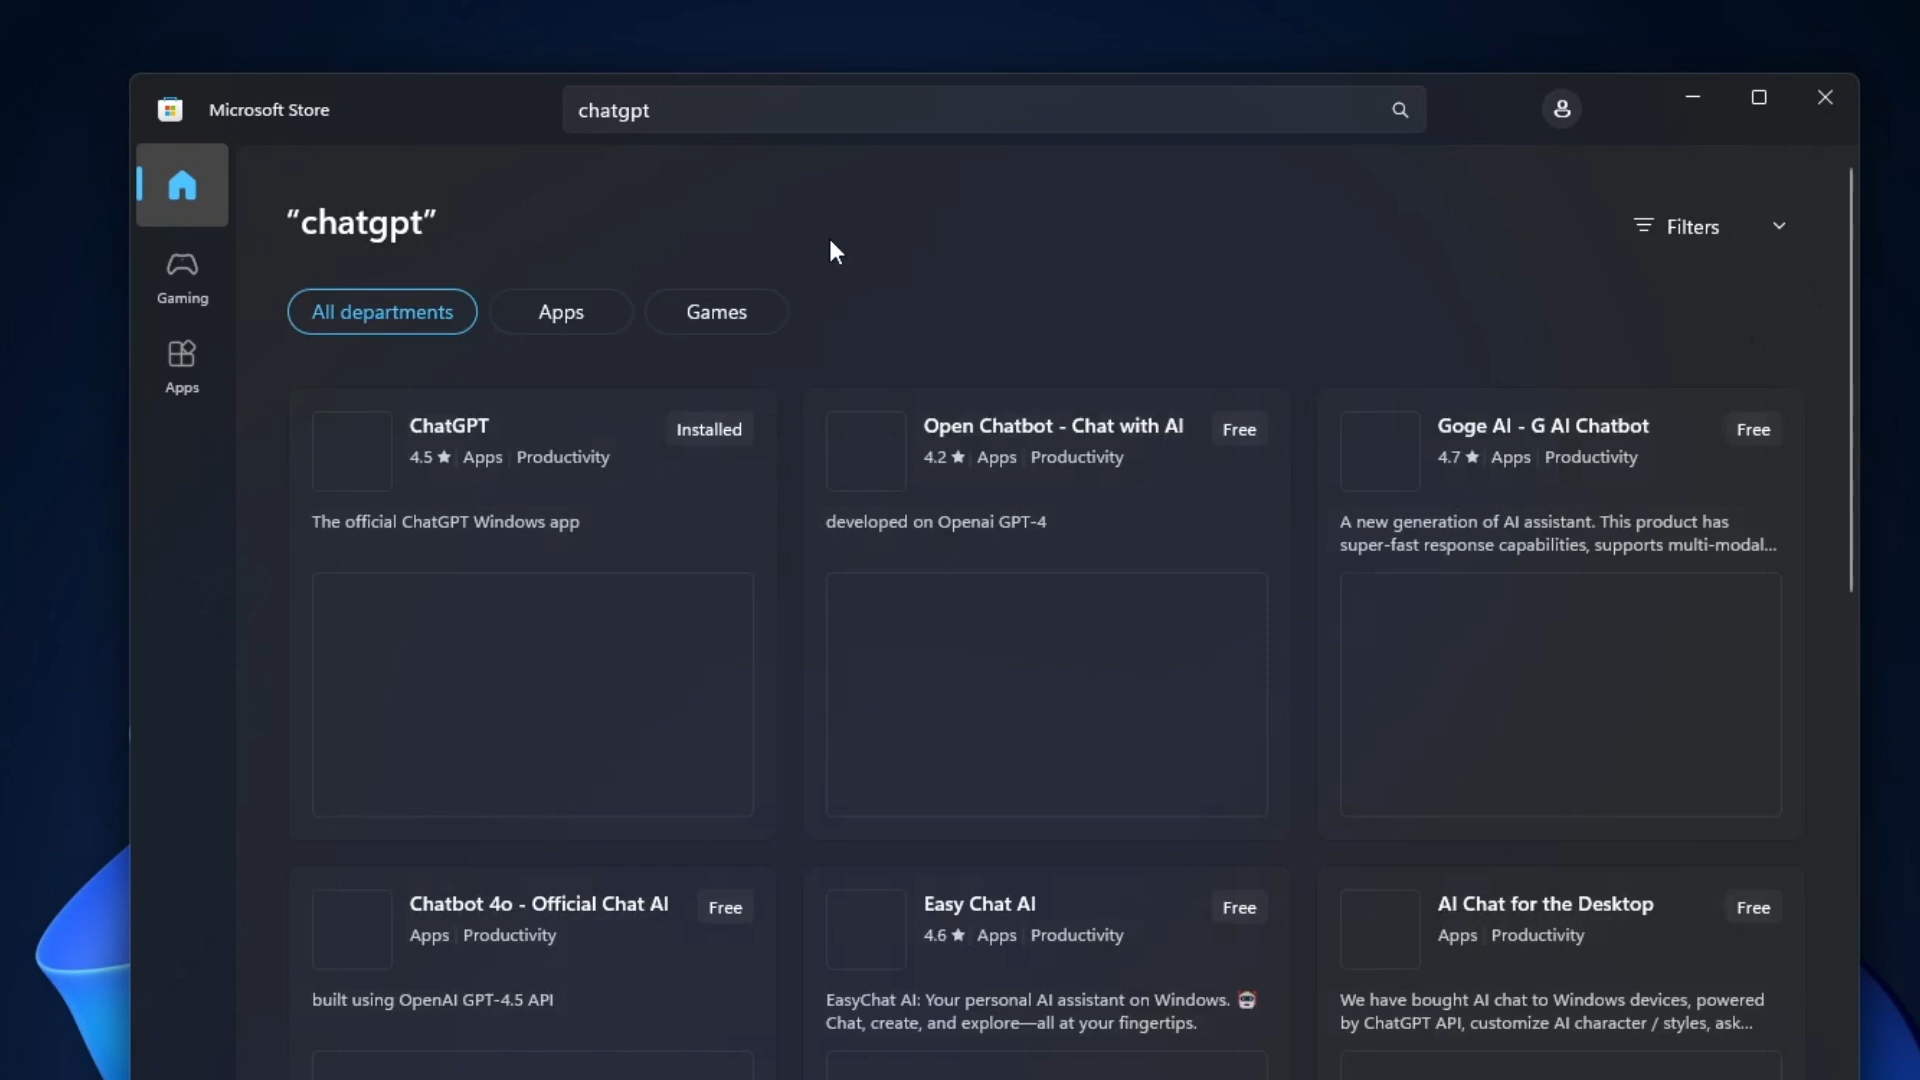 Microsoft Store
chatgpt
Gaming
Apps
“chatgpt”
Filters
All departments
Apps
Games
ChatGPT
Installed
4.5 ★ Apps Productivity
The official ChatGPT Windows app
Open Chatbot - Chat with AI
Free
4.2 ★ Apps Productivity
developed on Openai GPT-4
Goge AI - G AI Chatbot
Free
4.7 ★ Apps Productivity
A new generation of AI assistant. This product has
super-fast response capabilities, supports multi-modal...
Chatbot 4o - Official Chat AI
Free
Apps Productivity
built using OpenAI GPT-4.5 API
Easy Chat AI
Free
4.6 ★ Apps Productivity
EasyChat AI: Your personal AI assistant on Windows. 🤖
Chat, create, and explore—all at your fingertips.
AI Chat for the Desktop
Free
Apps Productivity
We have bought AI chat to Windows devices, powered
by ChatGPT API, customize AI character / styles, ask...